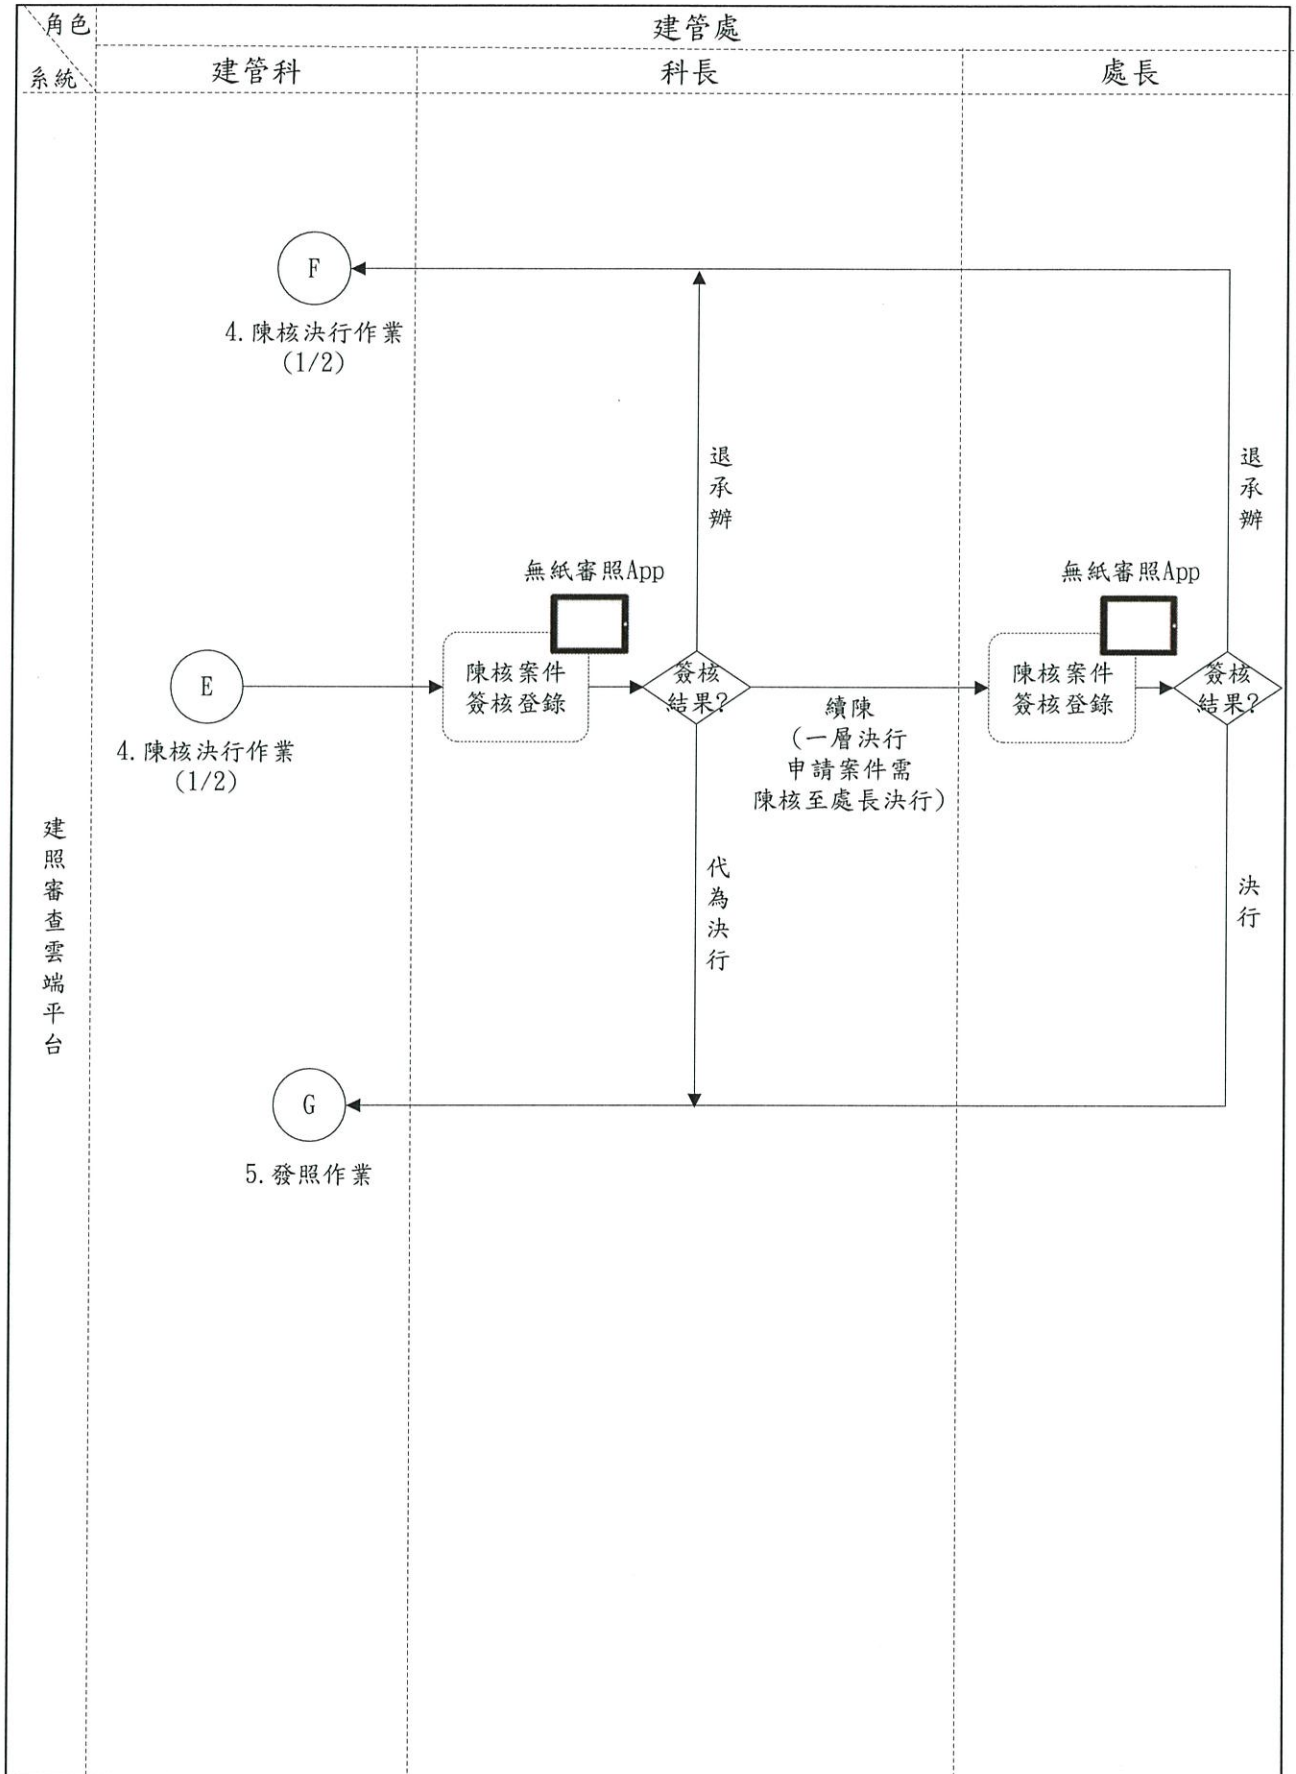 角色
建管處
系統
建管科
科長
處長
F
4.陳核決行作業
(1/2)
退承辦
退承辦
無紙審照App
無紙審照App
E
陳核案件
簽核登錄
簽核
結果?
續陳
(一層決行
申請案件需
陳核至處長決行)
陳核案件
簽核登錄
簽核
結果?
4.陳核決行作業
(1/2)
建照審查雲端平台
代為決行
決行
G
5.發照作業